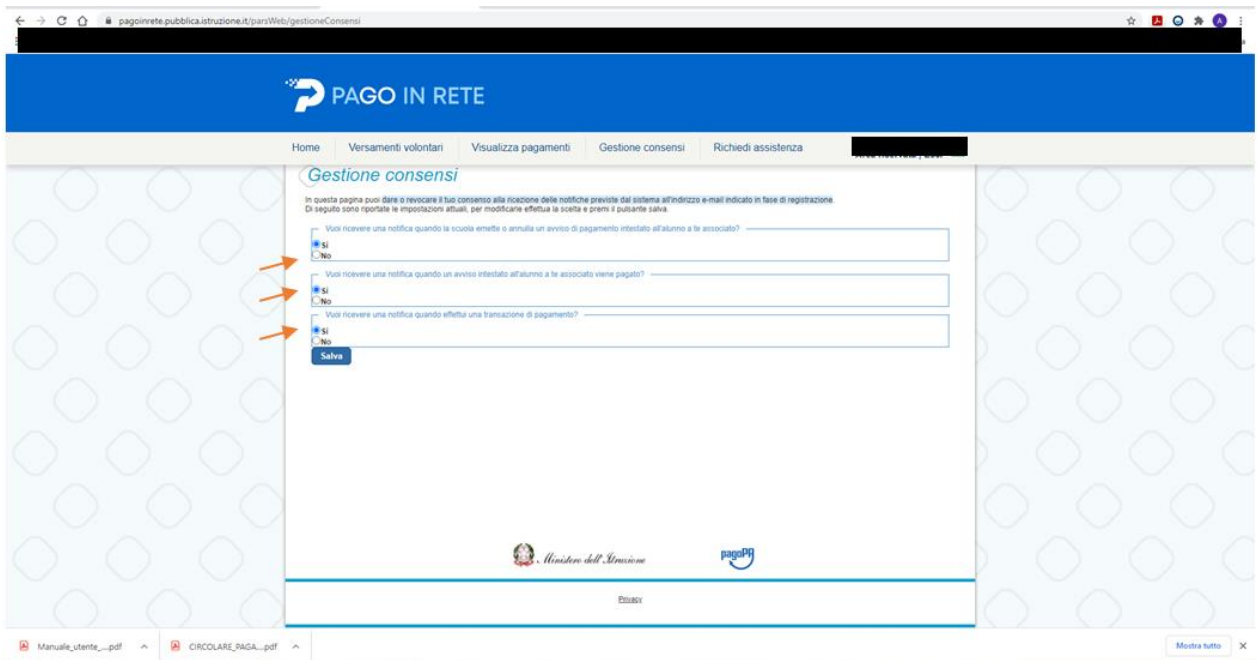 pagoinrete.pubblica.istruzione.it/parsWeb/gestioneConsensi
PAGO IN RETE
Home Versamenti volontari Visualizza pagamenti Gestione consensi Richiedi assistenza
Gestione consensi
In questa pagina puoi dare o revocare il tuo consenso alla ricezione delle notifiche previste dal sistema all'indirizzo e-mail indicato in fase di registrazione.
Di seguito sono riportate le impostazioni attuali, per modificarle effettua la scelta e premi il pulsante salva.
Vuoi ricevere una notifica quando la scuola emette o annulla un avviso di pagamento intestato all'alunno a te associato?
Sì
No
Vuoi ricevere una notifica quando un avviso intestato all'alunno a te associato viene pagato?
Sì
No
Vuoi ricevere una notifica quando effettui una transazione di pagamento?
Sì
No
Salva
Ministero dell'Istruzione pagoPA
Privacy
Manuale_utente_....pdf CIRCOLARE_PAGA....pdf Mostra tutto